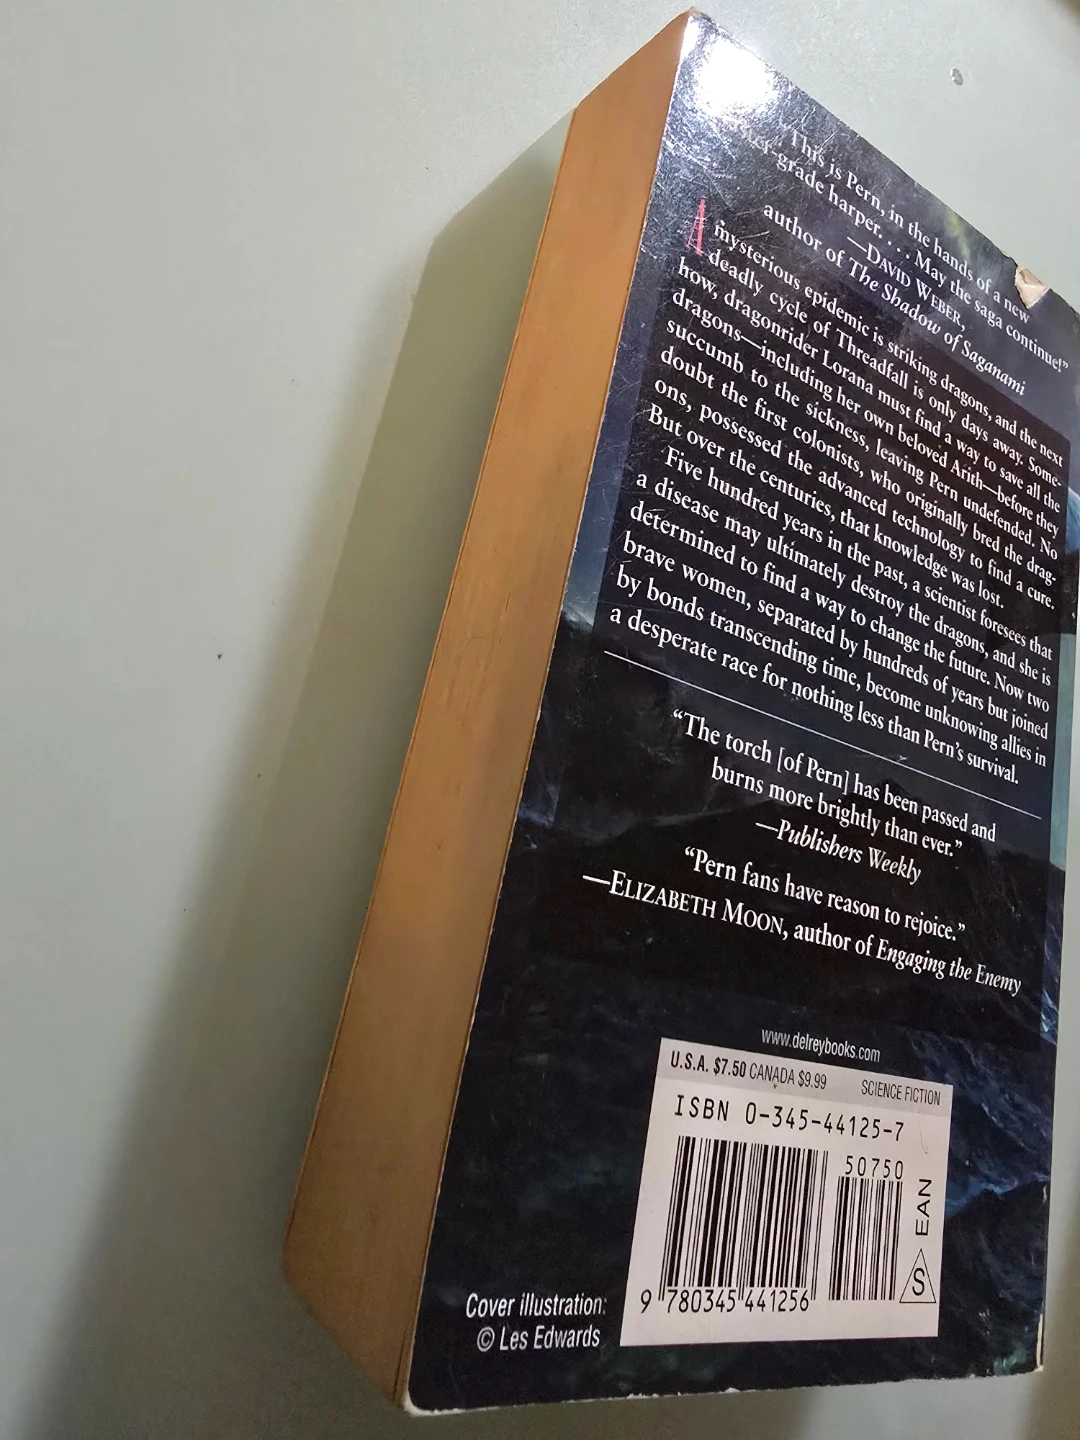 "This is Pern, in the hands of a new
-grade harper. . . . May the saga continue!"
—DAVID WEBER,
author of The Shadow of Saganami
A mysterious epidemic is striking dragons, and the next
deadly cycle of Threadfall is only days away. Some-
how, dragonrider Lorana must find a way to save all the
dragons—including her own beloved Arith—before they
succumb to the sickness, leaving Pern undefended. No
doubt the first colonists, who originally bred the drag-
ons, possessed the advanced technology to find a cure.
But over the centuries, that knowledge was lost.
Five hundred years in the past, a scientist foresees that
a disease may ultimately destroy the dragons, and she is
determined to find a way to change the future. Now two
brave women, separated by hundreds of years but joined
by bonds transcending time, become unknowing allies in
a desperate race for nothing less than Pern's survival.
"The torch [of Pern] has been passed and
burns more brightly than ever."
—Publishers Weekly
"Pern fans have reason to rejoice."
—ELIZABETH MOON, author of Engaging the Enemy
www.delreybooks.com
U.S.A. $7.50 CANADA $9.99 SCIENCE FICTION
ISBN 0-345-44125-7
50750
EAN
S
9 780345 441256
Cover illustration:
© Les Edwards